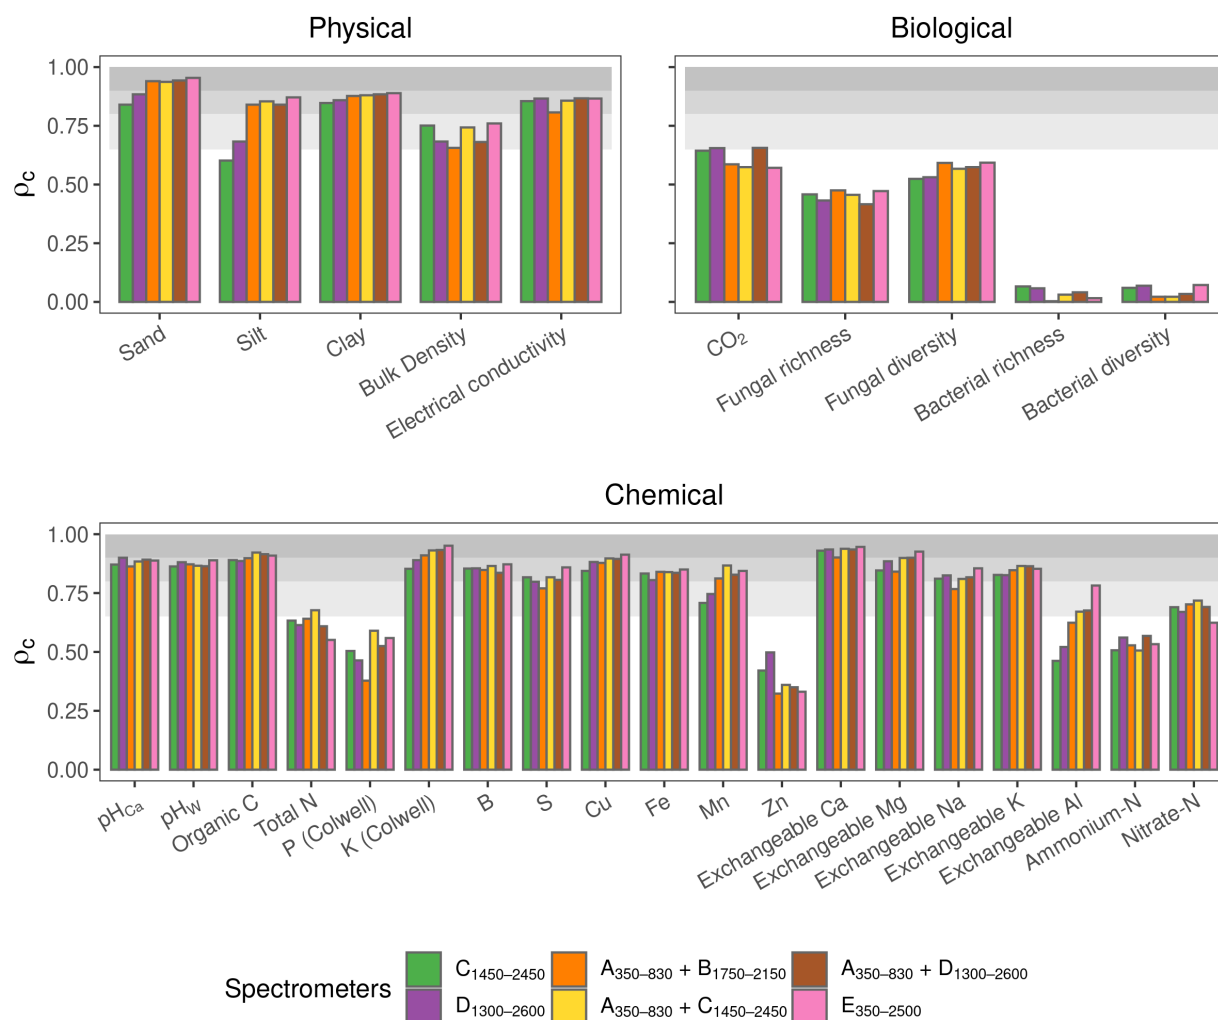 Physical
Biological
1.00
0.75
0.50
0.25
0.00
ρc
Sand
Silt
Clay
Bulk Density
Electrical conductivity
CO₂
Fungal richness
Fungal diversity
Bacterial richness
Bacterial diversity
Chemical
1.00
0.75
0.50
0.25
0.00
ρc
pHCa
pHW
Organic C
Total N
P (Colwell)
K (Colwell)
B
S
Cu
Fe
Mn
Zn
Exchangeable Ca
Exchangeable Mg
Exchangeable Na
Exchangeable K
Exchangeable Al
Ammonium-N
Nitrate-N
Spectrometers
C1450–2450
A350–830 + B1750–2150
A350–830 + D1300–2600
D1300–2600
A350–830 + C1450–2450
E350–2500